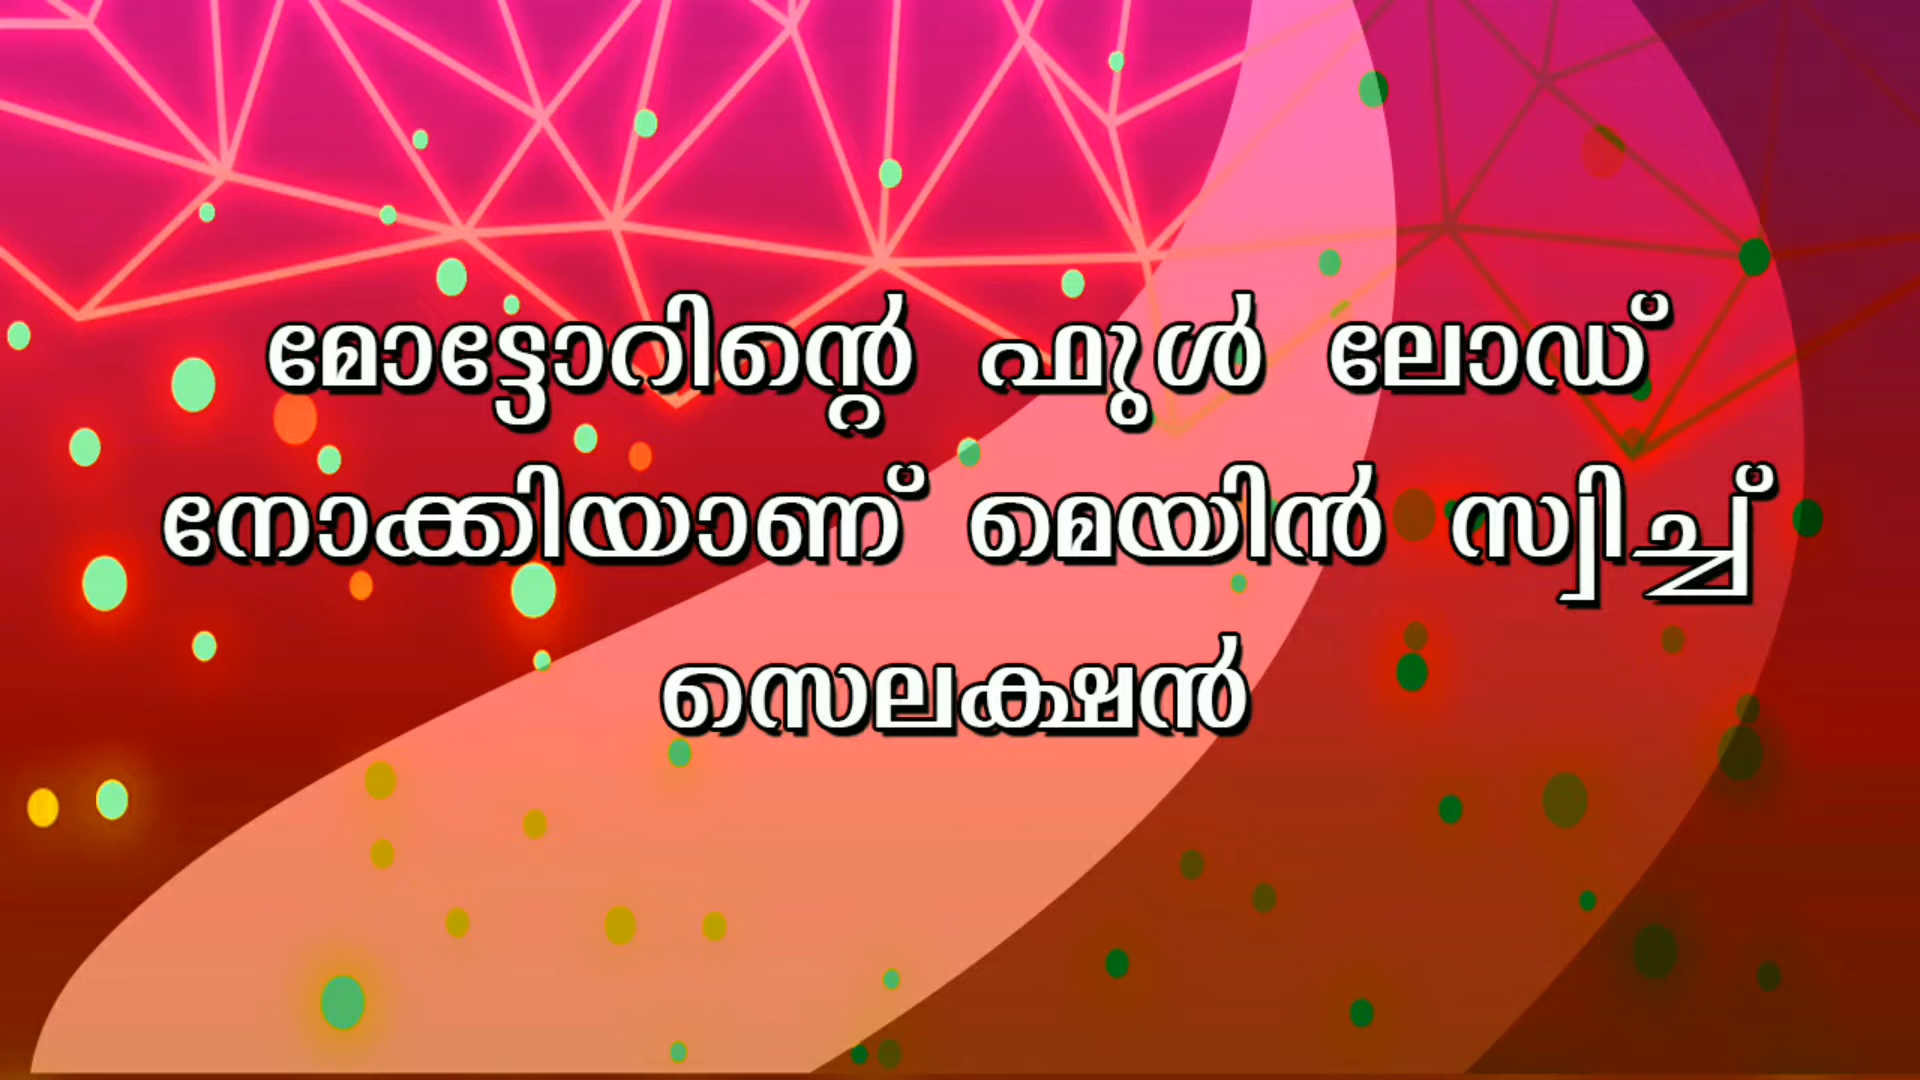 മോട്ടോറിന്റെ ഫുൾ ലോഡ്
നോക്കിയാണ് മെയിൻ സ്വിച്ച്
സെലക്ഷൻ